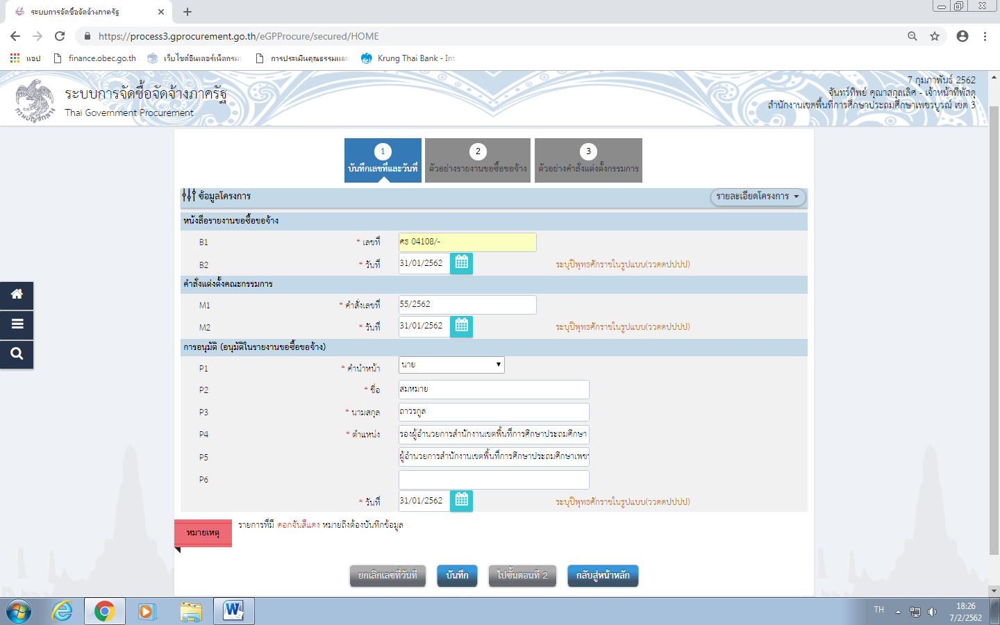 ระบบการจัดซื้อจัดจ้างภาครัฐ
https://process3.gprocurement.go.th/eGPProcure/secured/HOME
แอป finance.obec.go.th เว็บไซต์อินเตอร์เน็ตกรม การประเมินคุณธรรมและ Krung Thai Bank - Int
ระบบการจัดซื้อจัดจ้างภาครัฐ
Thai Government Procurement
กรมบัญชีกลาง
7 กุมภาพันธ์ 2562
จันทร์ทิพย์ คุณาสกุลเลิศ - เจ้าหน้าที่พัสดุ
สำนักงานเขตพื้นที่การศึกษาประถมศึกษาเพชรบูรณ์ เขต 3
1 บันทึกเลขที่และวันที่
2 ตัวอย่างรายงานขอซื้อขอจ้าง
3 ตัวอย่างคำสั่งแต่งตั้งกรรมการ
ข้อมูลโครงการ รายละเอียดโครงการ
หนังสือรายงานขอซื้อขอจ้าง
B1 * เลขที่ ศธ 04108/-
B2 * วันที่ 31/01/2562 ระบุปีพุทธศักราชในรูปแบบ(ววดดปปปป)
คำสั่งแต่งตั้งคณะกรรมการ
M1 * คำสั่งเลขที่ 55/2562
M2 * วันที่ 31/01/2562 ระบุปีพุทธศักราชในรูปแบบ(ววดดปปปป)
การอนุมัติ (อนุมัติในรายงานขอซื้อขอจ้าง)
P1 * คำนำหน้า นาย
P2 * ชื่อ สมหมาย
P3 * นามสกุล ถาวรกูล
P4 * ตำแหน่ง รองผู้อำนวยการสำนักงานเขตพื้นที่การศึกษาประถมศึกษา
P5 ผู้อำนวยการสำนักงานเขตพื้นที่การศึกษาประถมศึกษาเพชร
P6
* วันที่ 31/01/2562 ระบุปีพุทธศักราชในรูปแบบ(ววดดปปปป)
หมายเหตุ รายการที่มี ดอกจันสีแดง หมายถึงต้องบันทึกข้อมูล
ยกเลิกเลขที่วันที่ บันทึก ไปขั้นตอนที่ 2 กลับสู่หน้าหลัก
TH 18:26
7/2/2562